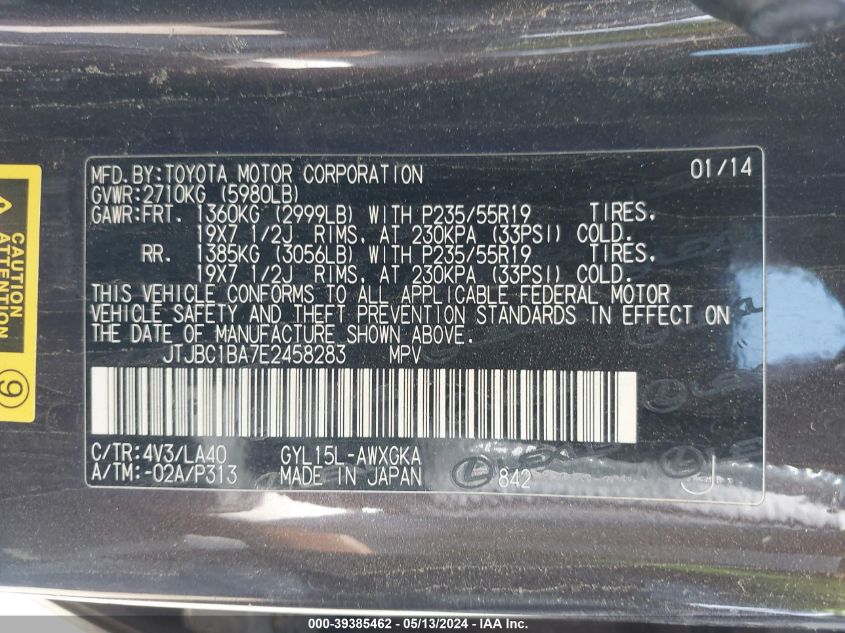 MFD.BY:TOYOTA MOTOR CORPORATION 01/14
GVWR:2710KG (5980LB)
GAWR:FRT. 1360KG (2999LB) WITH P235/55R19 TIRES,
19X7 1/2J RIMS, AT 230KPA (33PSI) COLD.
RR. 1385KG (3056LB) WITH P235/55R19 TIRES,
19X7 1/2J RIMS, AT 230KPA (33PSI) COLD.
THIS VEHICLE CONFORMS TO ALL APPLICABLE FEDERAL MOTOR
VEHICLE SAFETY AND THEFT PREVENTION STANDARDS IN EFFECT ON
THE DATE OF MANUFACTURE SHOWN ABOVE.
JTJBC1BA7E2458283 MPV
C/TR:4V3/LA40 GYL15L-AWXGKA
A/TM:-02A/P313 MADE IN JAPAN 842 J
CAUTION
ATTENTION
9
000-39385462 - 05/13/2024 - IAA Inc.